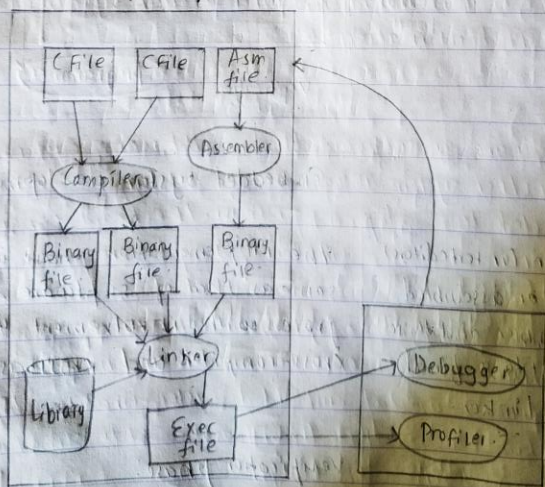 C File
C File
Asm
file.
Assembler
Compiler
Binary
file.
Binary
file.
Binary
file.
Linker
Library
Exec
file
Debugger
Profiler.